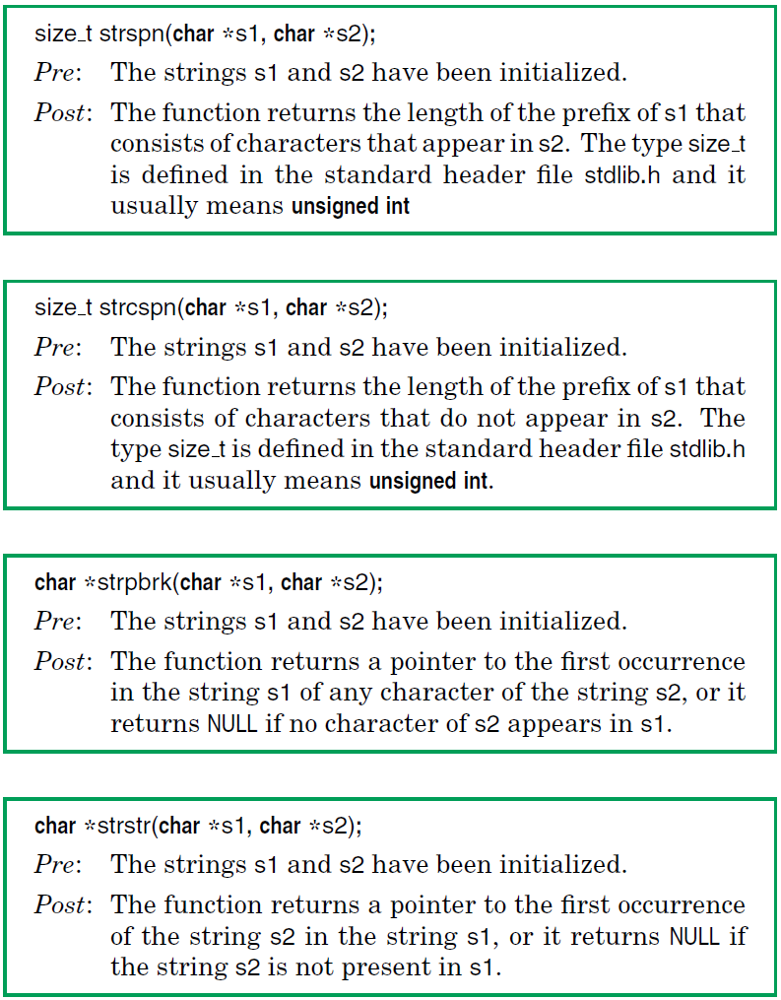 size_t strspn(char *s1, char *s2);
Pre: The strings s1 and s2 have been initialized.
Post: The function returns the length of the prefix of s1 that
consists of characters that appear in s2. The type size_t
is defined in the standard header file stdlib.h and it
usually means unsigned int
size_t strcspn(char *s1, char *s2);
Pre: The strings s1 and s2 have been initialized.
Post: The function returns the length of the prefix of s1 that
consists of characters that do not appear in s2. The
type size_t is defined in the standard header file stdlib.h
and it usually means unsigned int.
char *strpbrk(char *s1, char *s2);
Pre: The strings s1 and s2 have been initialized.
Post: The function returns a pointer to the first occurrence
in the string s1 of any character of the string s2, or it
returns NULL if no character of s2 appears in s1.
char *strstr(char *s1, char *s2);
Pre: The strings s1 and s2 have been initialized.
Post: The function returns a pointer to the first occurrence
of the string s2 in the string s1, or it returns NULL if
the string s2 is not present in s1.